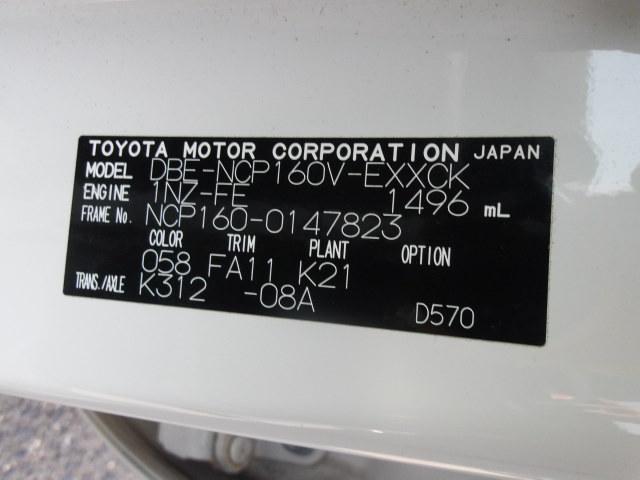 TOYOTA MOTOR CORPORATION JAPAN
MODEL DBE-NCP160V-EXXCK
ENGINE 1NZ-FE 1496 mL
FRAME No. NCP160-0147823
COLOR TRIM PLANT OPTION
058 FA11 K21
TRANS./AXLE K312 -08A
D570